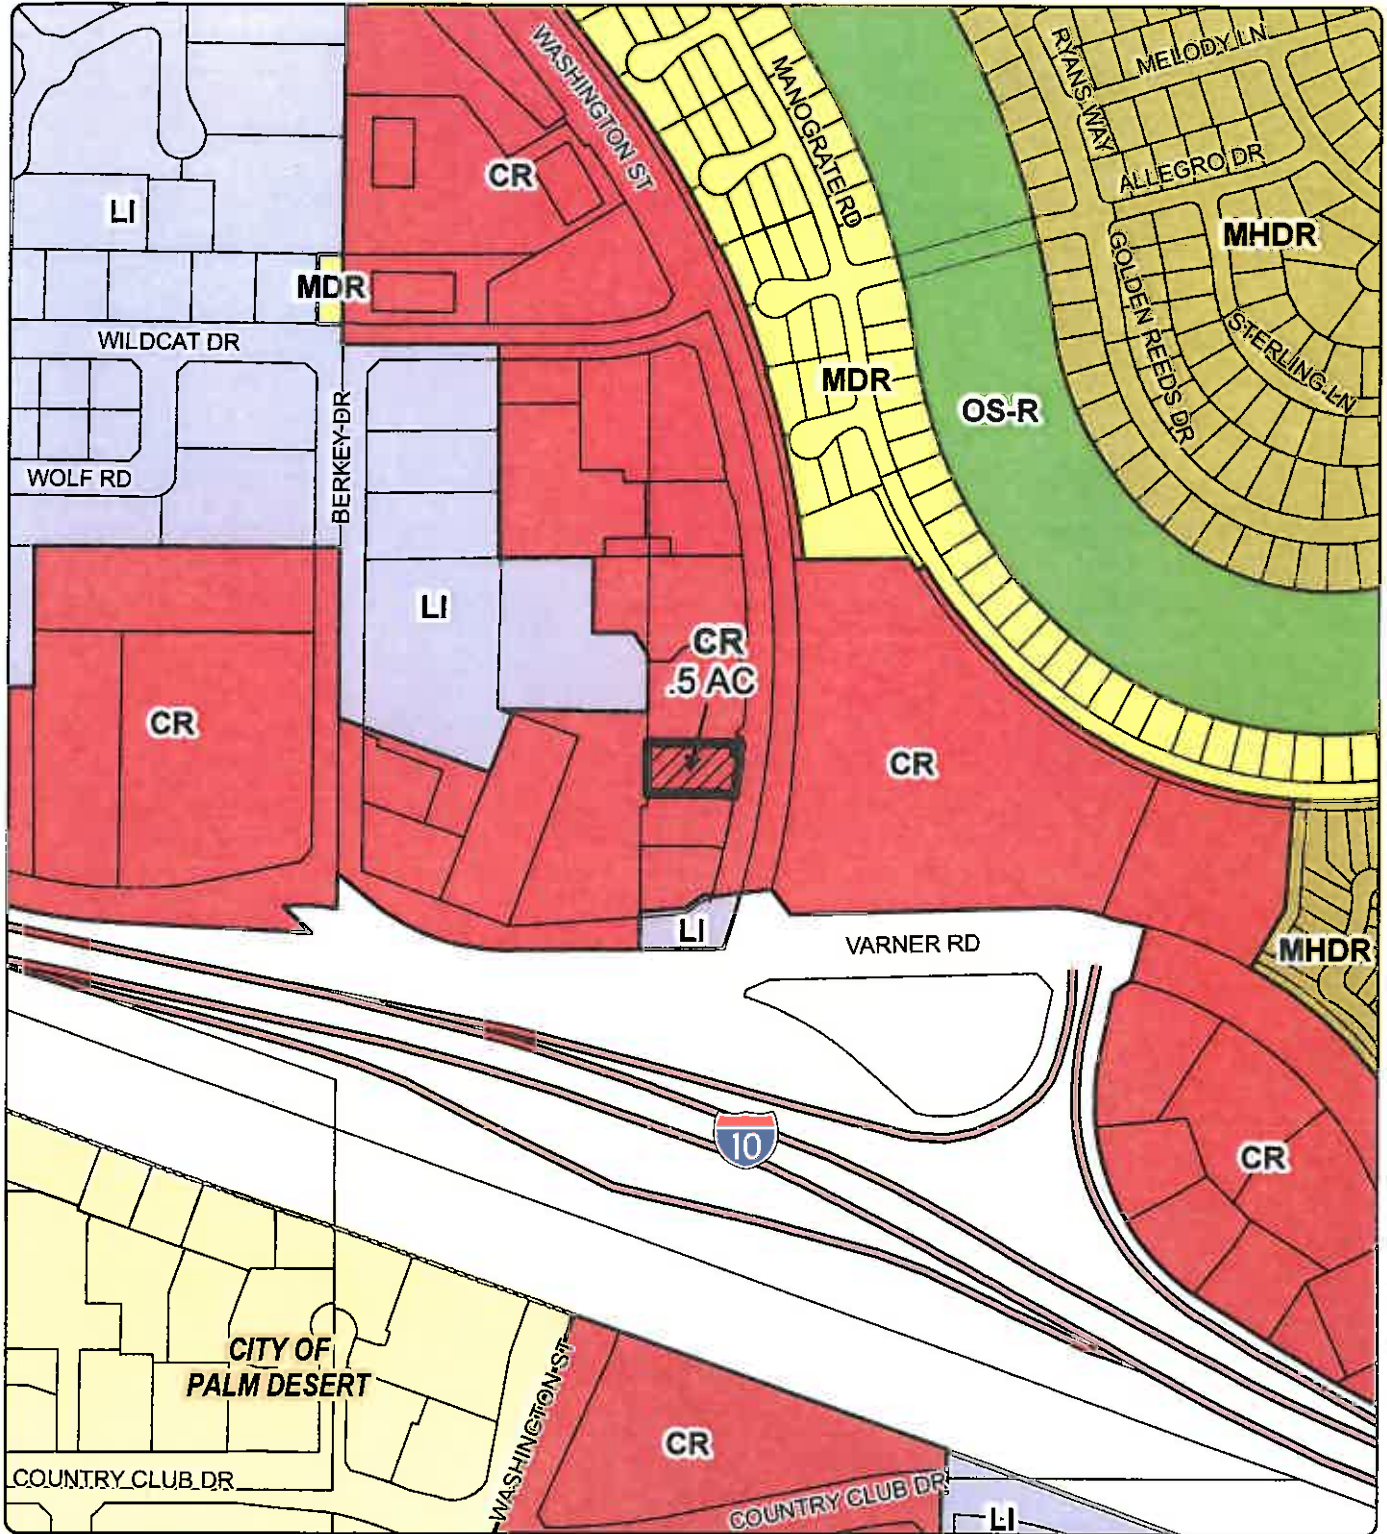 WASHINGTON ST
MANOGRATE RD
RYANS WAY
MELODY LN
ALLEGRO DR
CR
LI
MHDR
GOLDEN REEDS DR
STERLING LN
MDR
WILDCAT DR
MDR
OS-R
BERKEY DR
WOLF RD
LI
CR
.5 AC
CR
CR
LI
VARNER RD
MHDR
10
CR
CITY OF
PALM DESERT
WASHINGTON ST
CR
COUNTRY CLUB DR
COUNTRY CLUB DR
LI